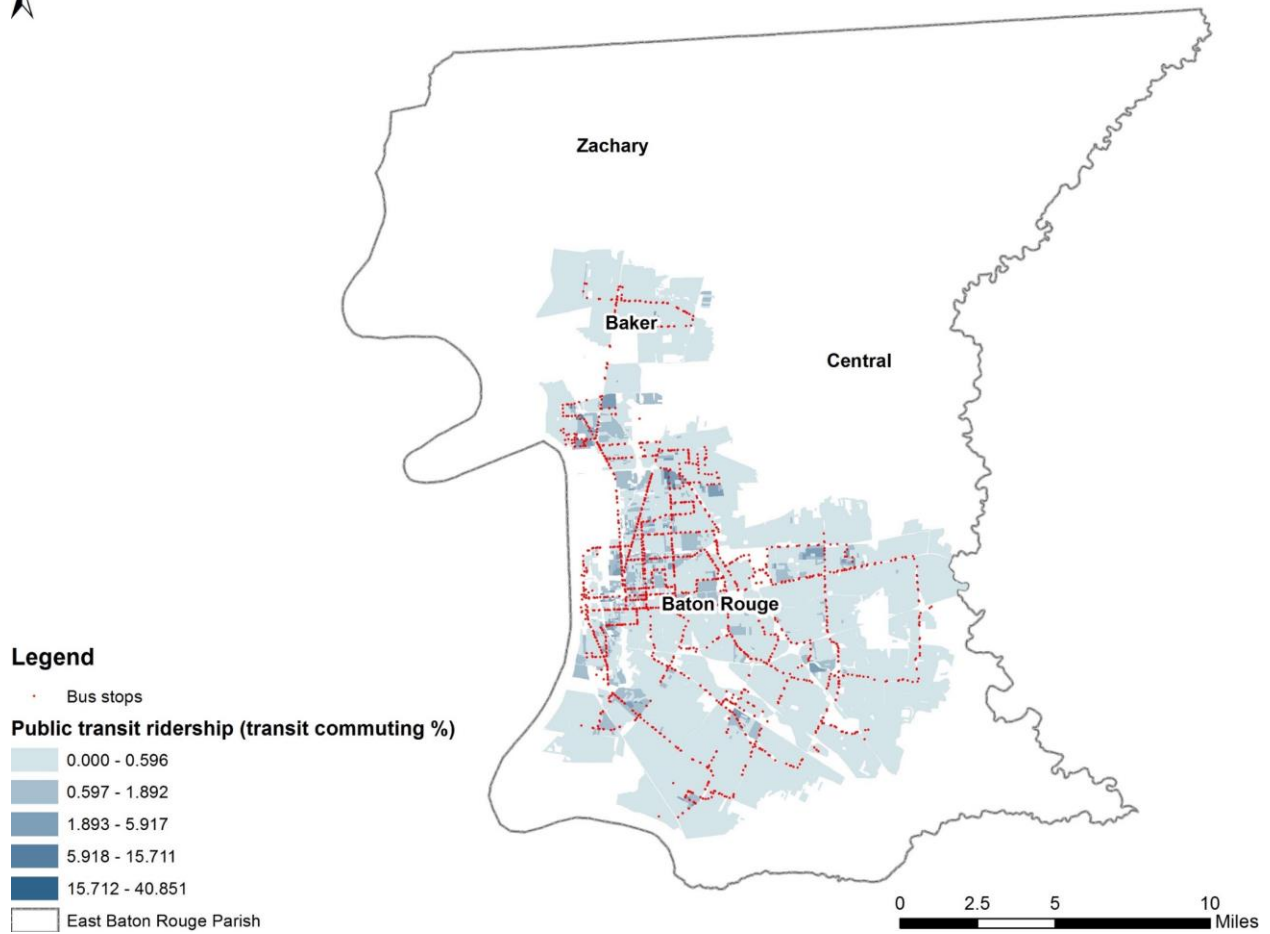 Zachary
Baker
Central
Baton Rouge
Legend
Bus stops
Public transit ridership (transit commuting %)
0.000 - 0.596
0.597 - 1.892
1.893 - 5.917
5.918 - 15.711
15.712 - 40.851
East Baton Rouge Parish
0 2.5 5 10
Miles